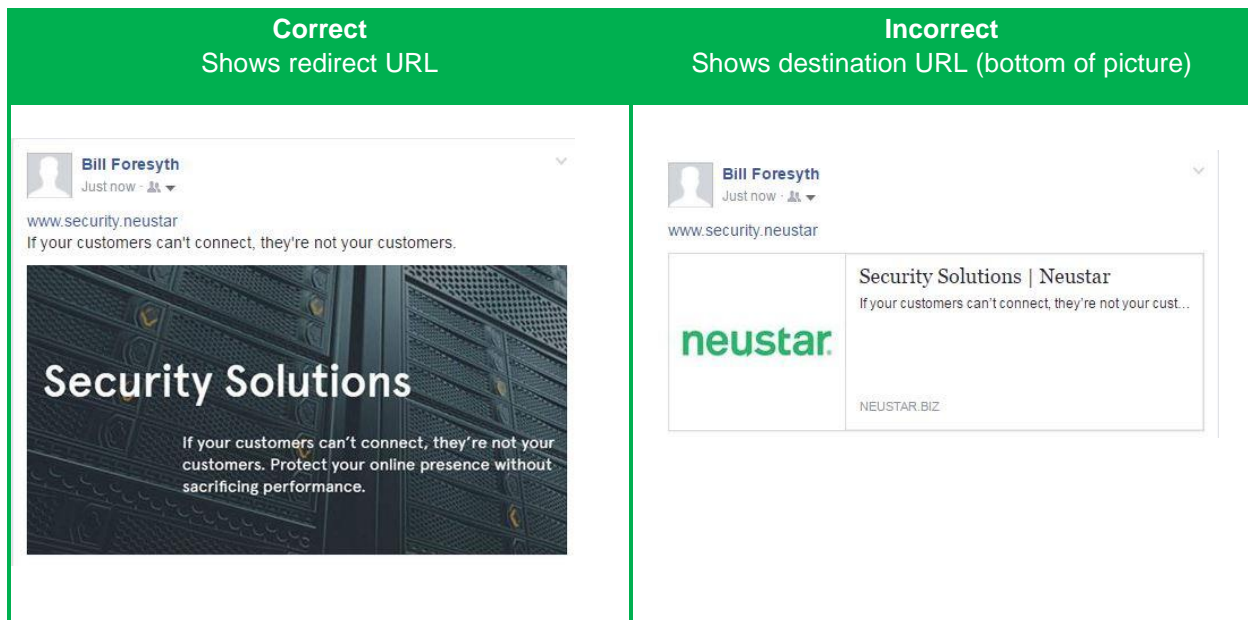 Correct
Shows redirect URL
Incorrect
Shows destination URL (bottom of picture)
Bill Foresyth
Just now ·
www.security.neustar
If your customers can't connect, they're not your customers.
Security Solutions
If your customers can’t connect, they’re not your
customers. Protect your online presence without
sacrificing performance.
Bill Foresyth
Just now ·
www.security.neustar
neustar.
Security Solutions | Neustar
If your customers can’t connect, they’re not your cust...
NEUSTAR.BIZ